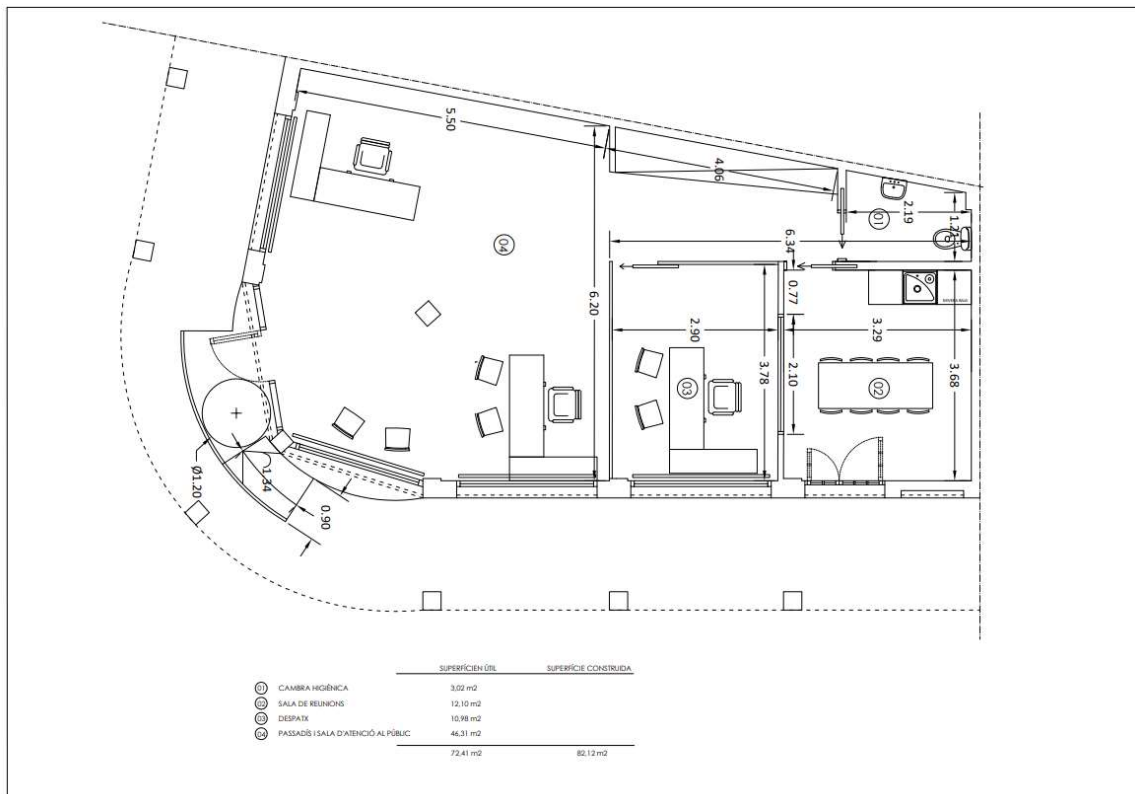 5.50
4.06
01
2.19
1.21
04
6.34
6.20
0.77
2.90
3.29
3.78
2.10
3.68
03
02
Ø1.20
1.34
0.90
SUPERFÍCIEN ÚTIL SUPERFÍCIE CONSTRUIDA
01 CAMBRA HIGIÈNICA 3,02 m2
02 SALA DE REUNIONS 12,10 m2
03 DESPATX 10,98 m2
04 PASSADÍS I SALA D'ATENCIÓ AL PÚBLIC 46,31 m2
72,41 m2 82,12 m2